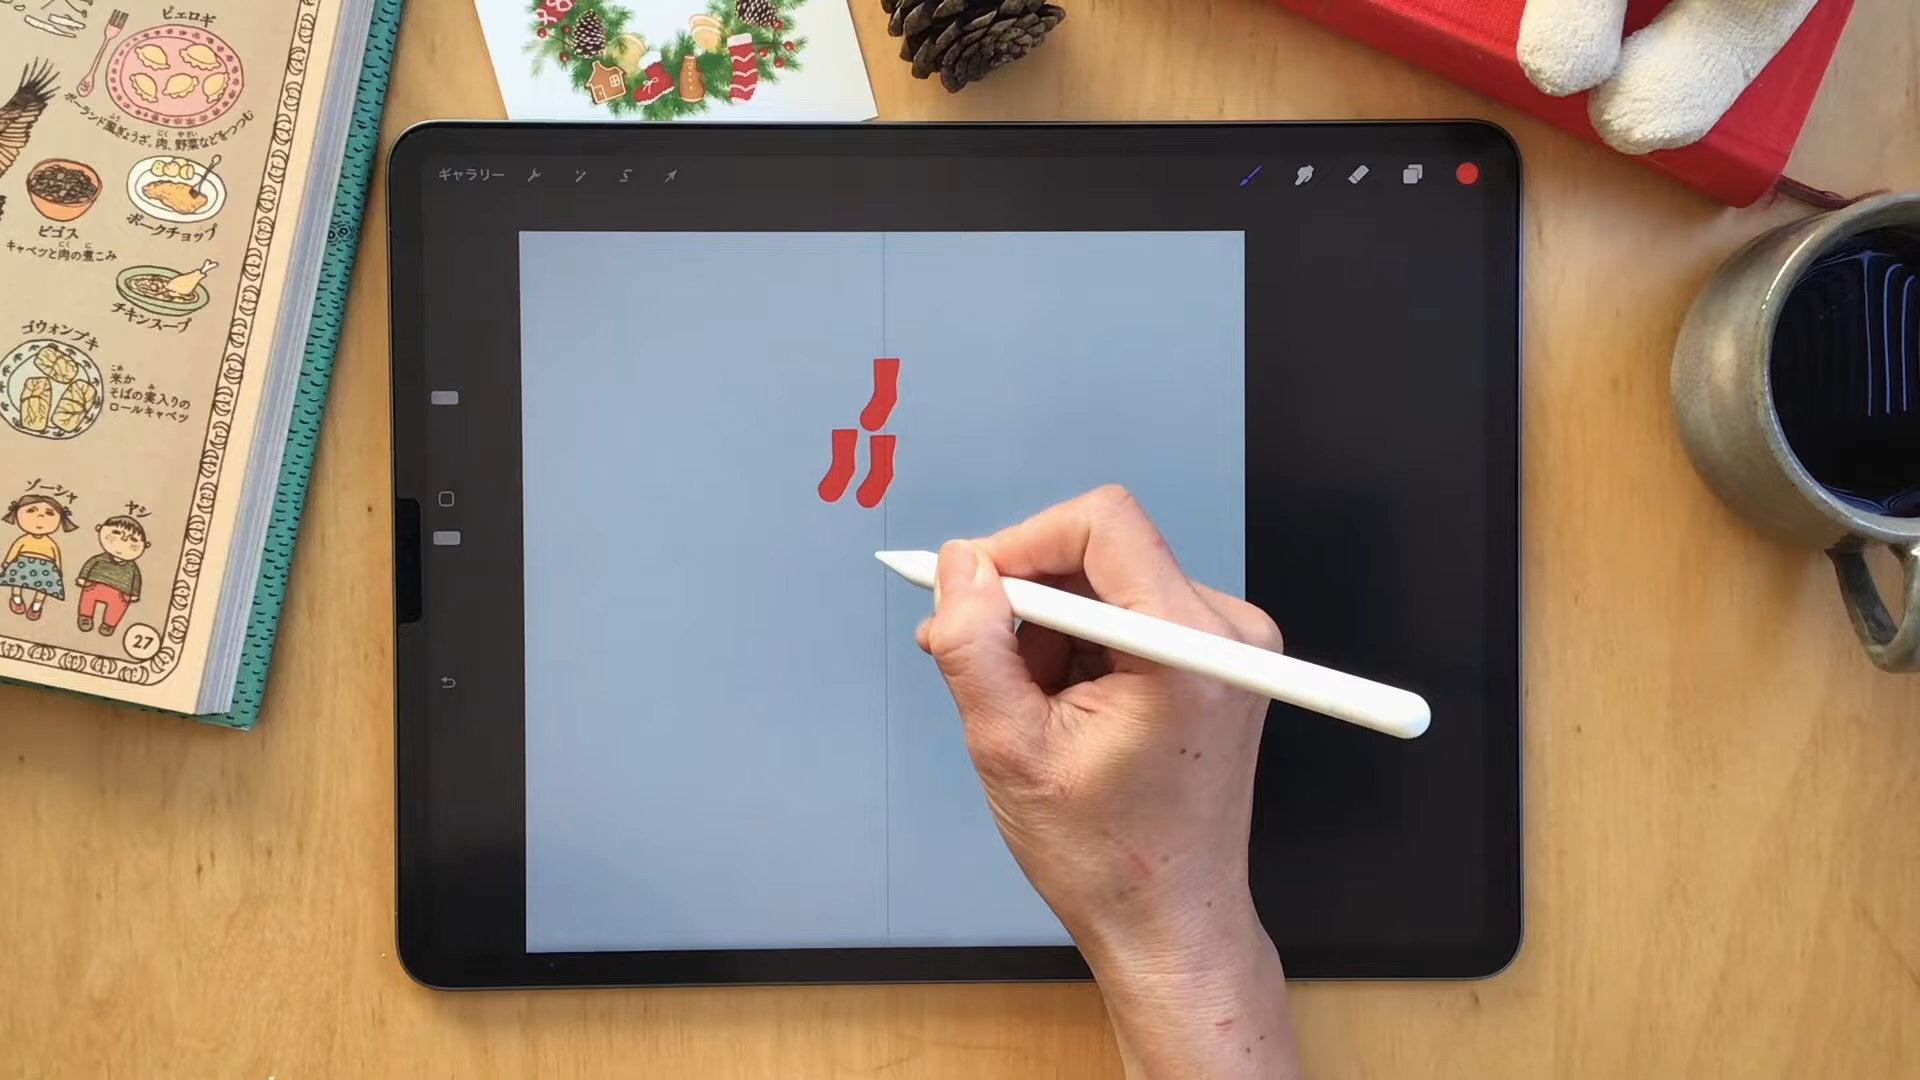 ピエロギ
ポーランド風ぎょうざ。肉、野菜などをつつむ
ビゴス
キャベツと肉の煮こみ
ポークチョップ
チキンスープ
ゴウォンプキ
米か
そばの実入りの
ロールキャベツ
ゾーシャ
ヤシ
27
ギャラリー